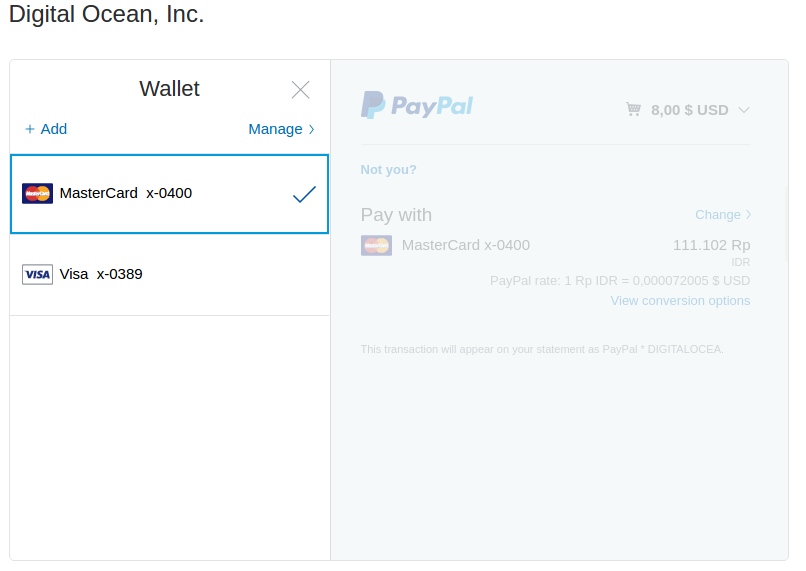 Digital Ocean, Inc.
Wallet
+ Add
Manage
MasterCard
MasterCard x-0400
VISA
Visa x-0389
PayPal
8,00 $ USD
Not you?
Pay with
Change
MasterCard
MasterCard x-0400
111.102 Rp
IDR
PayPal rate: 1 Rp IDR = 0,000072005 $ USD
View conversion options
This transaction will appear on your statement as PayPal * DIGITALOCEA.